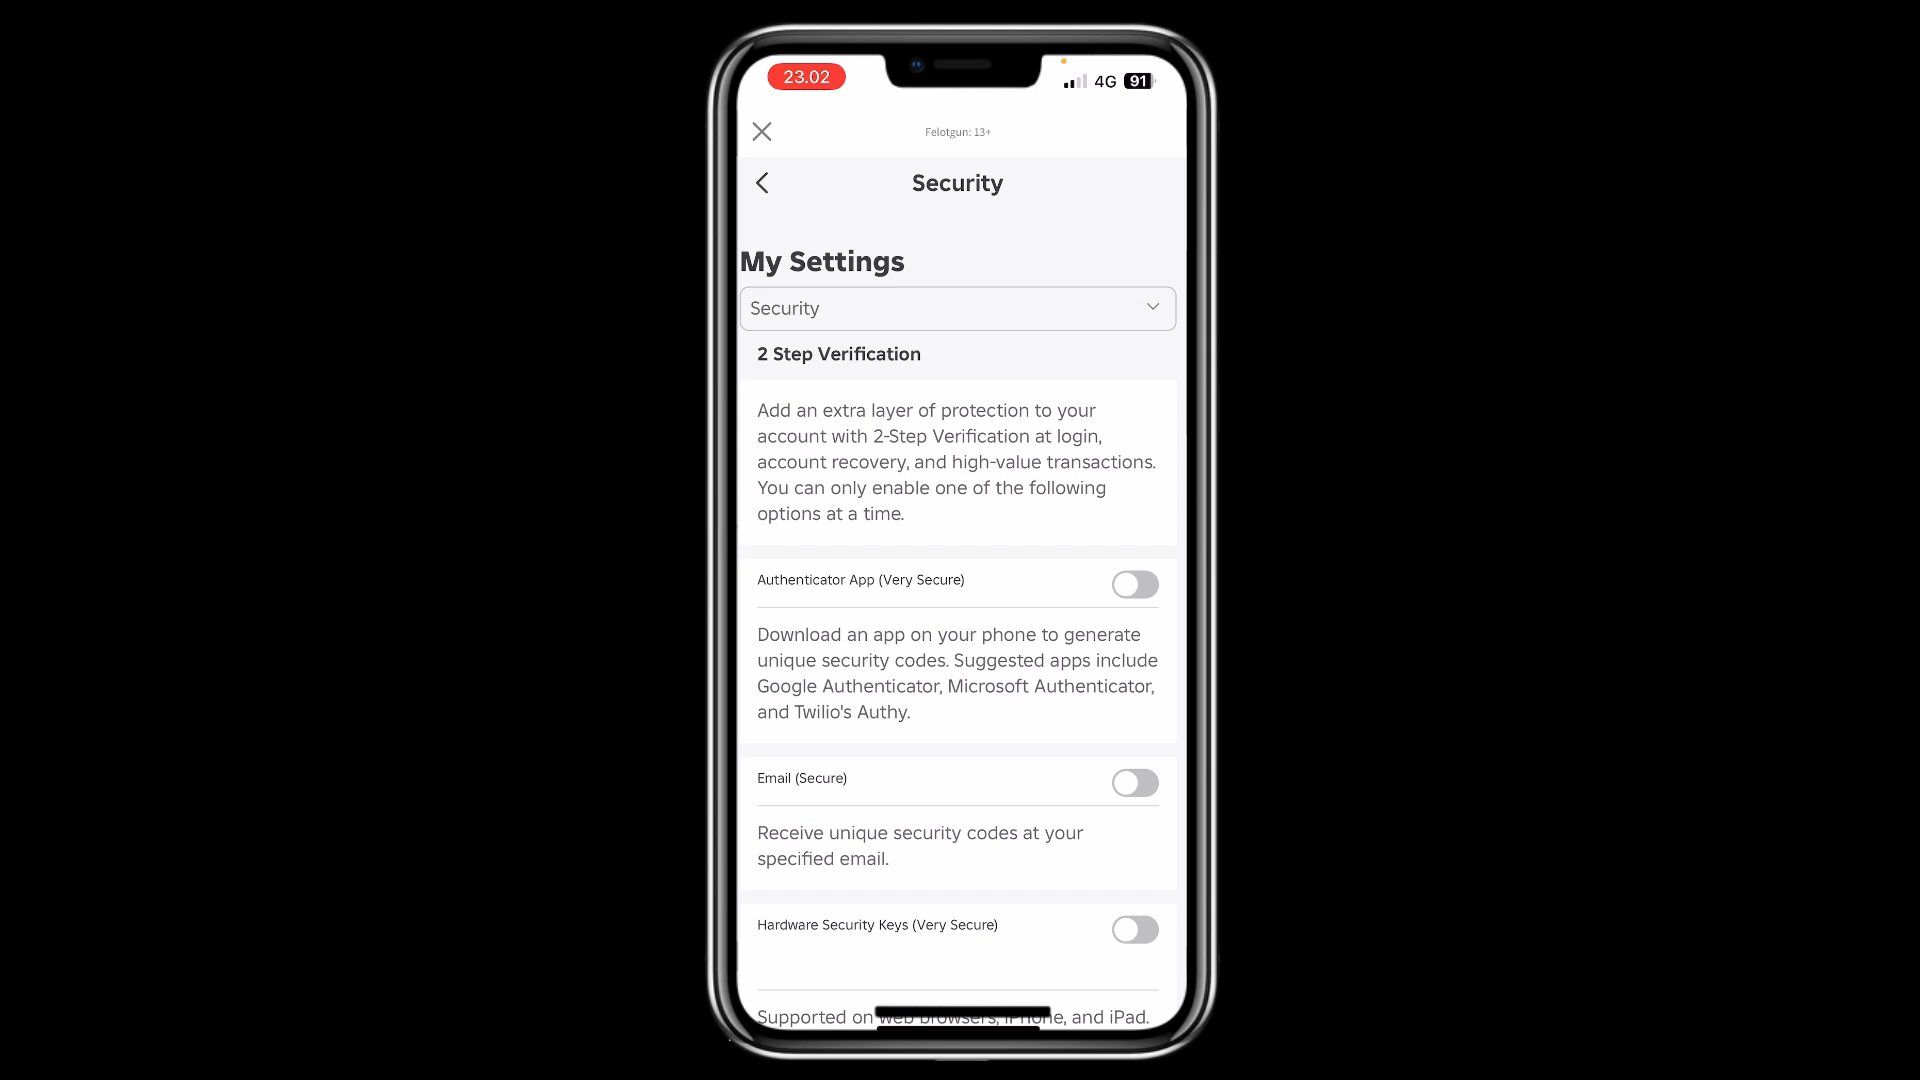 23.02
4G 91
Felotgun: 13+
Security
My Settings
Security
2 Step Verification
Add an extra layer of protection to your
account with 2-Step Verification at login,
account recovery, and high-value transactions.
You can only enable one of the following
options at a time.
Authenticator App (Very Secure)
Download an app on your phone to generate
unique security codes. Suggested apps include
Google Authenticator, Microsoft Authenticator,
and Twilio's Authy.
Email (Secure)
Receive unique security codes at your
specified email.
Hardware Security Keys (Very Secure)
Supported on web browsers, iPhone, and iPad.